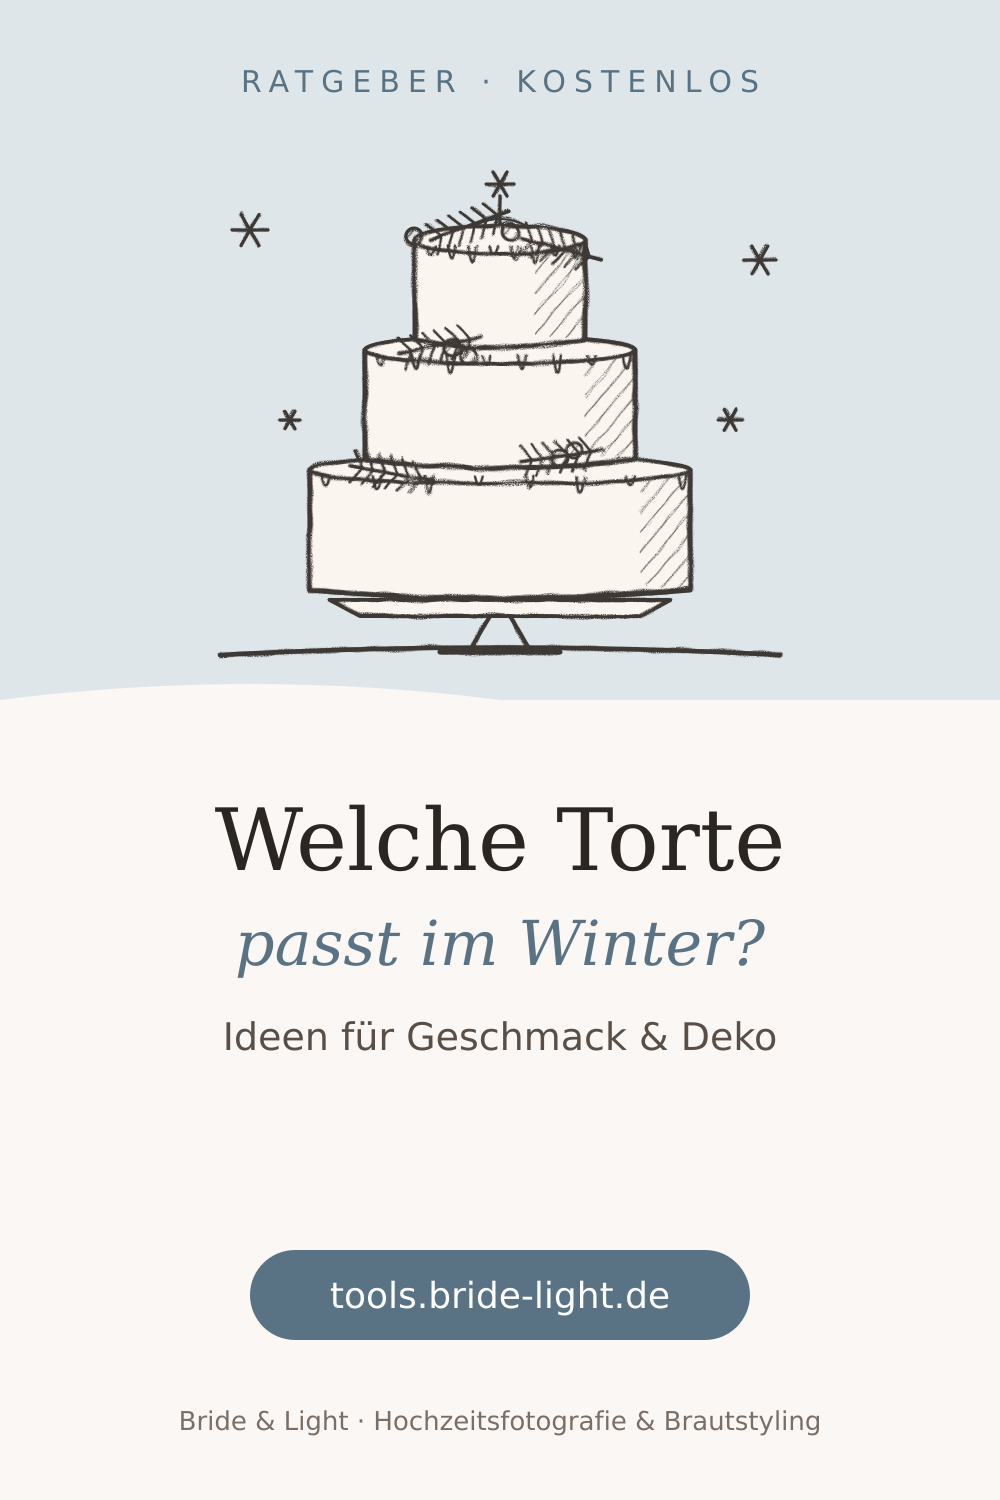 RATGEBER · KOSTENLOS
Welche Torte
passt im Winter?
Ideen für Geschmack & Deko
tools.bride-light.de
Bride & Light · Hochzeitsfotografie & Brautstyling